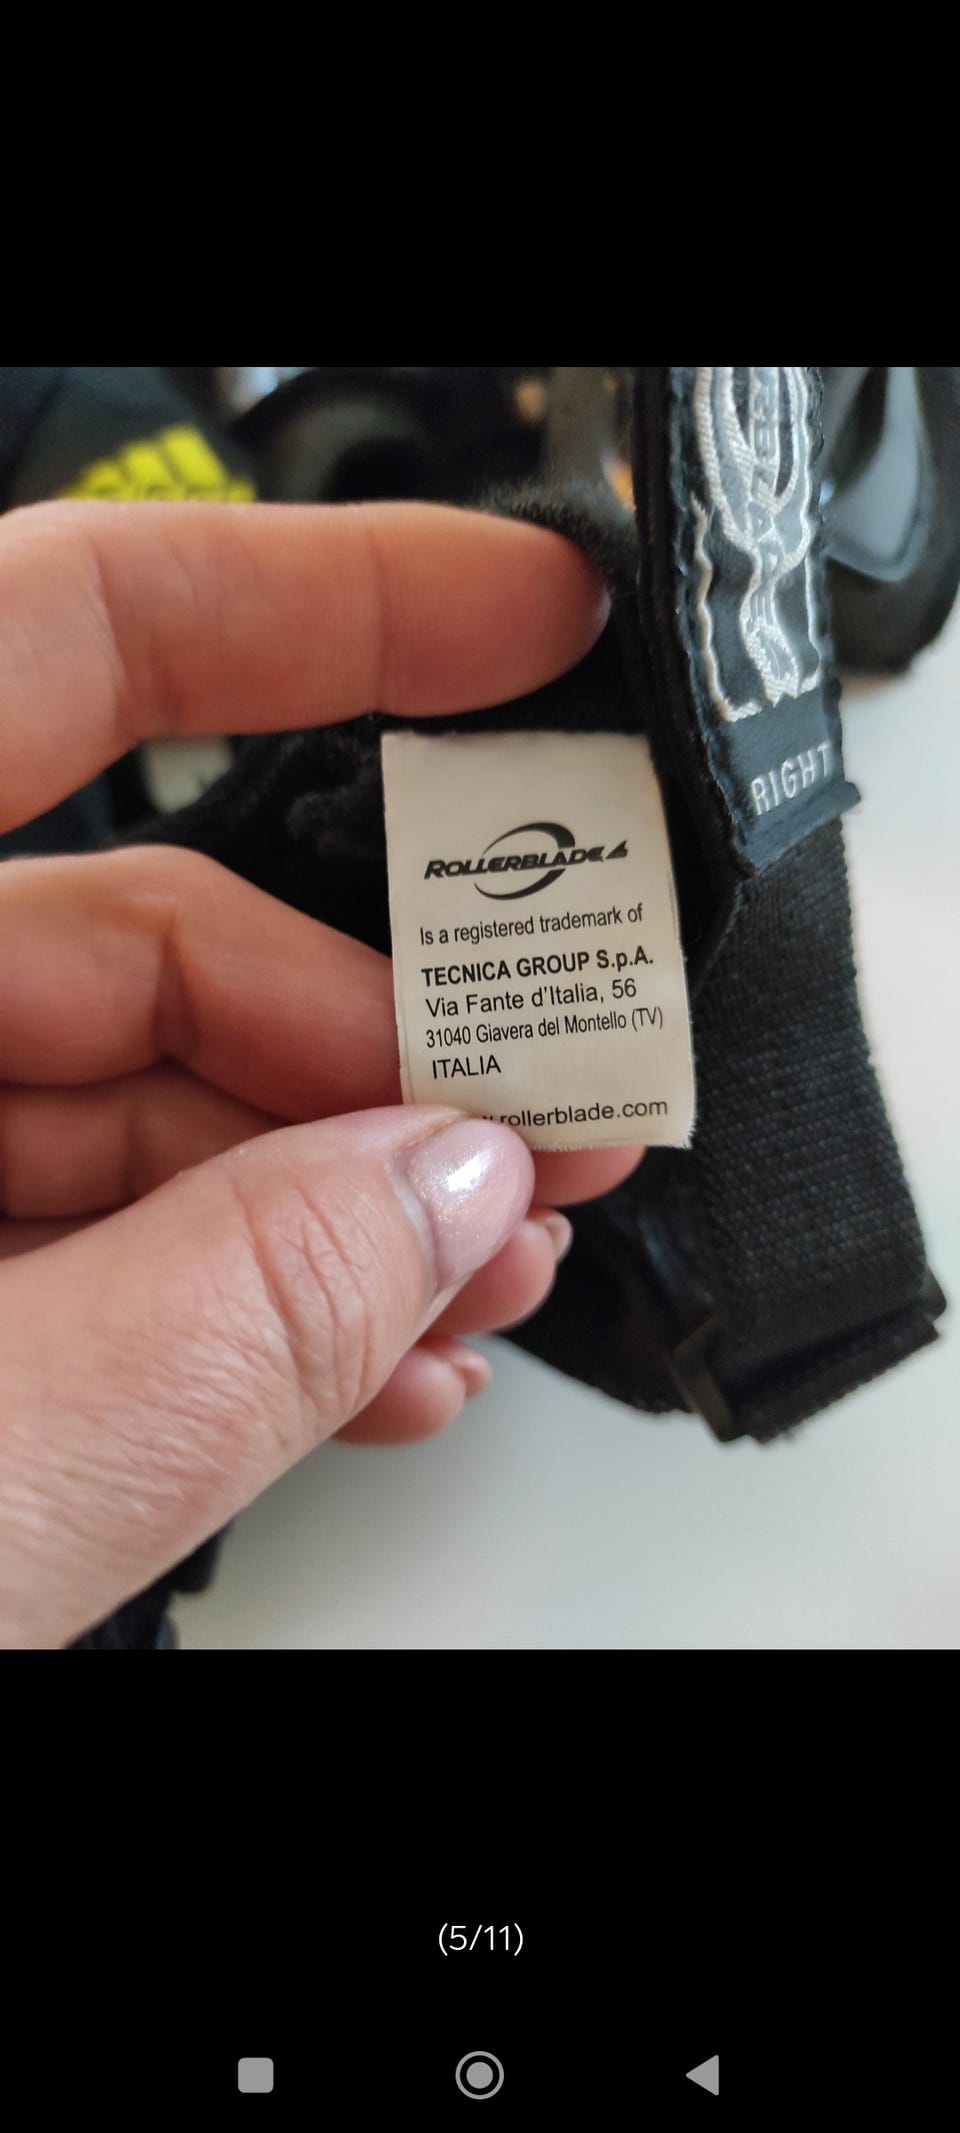 RIGHT
ROLLERBLADE
Is a registered trademark of
TECNICA GROUP S.p.A.
Via Fante d'Italia, 56
31040 Giavera del Montello (TV)
ITALIA
rollerblade.com
(5/11)